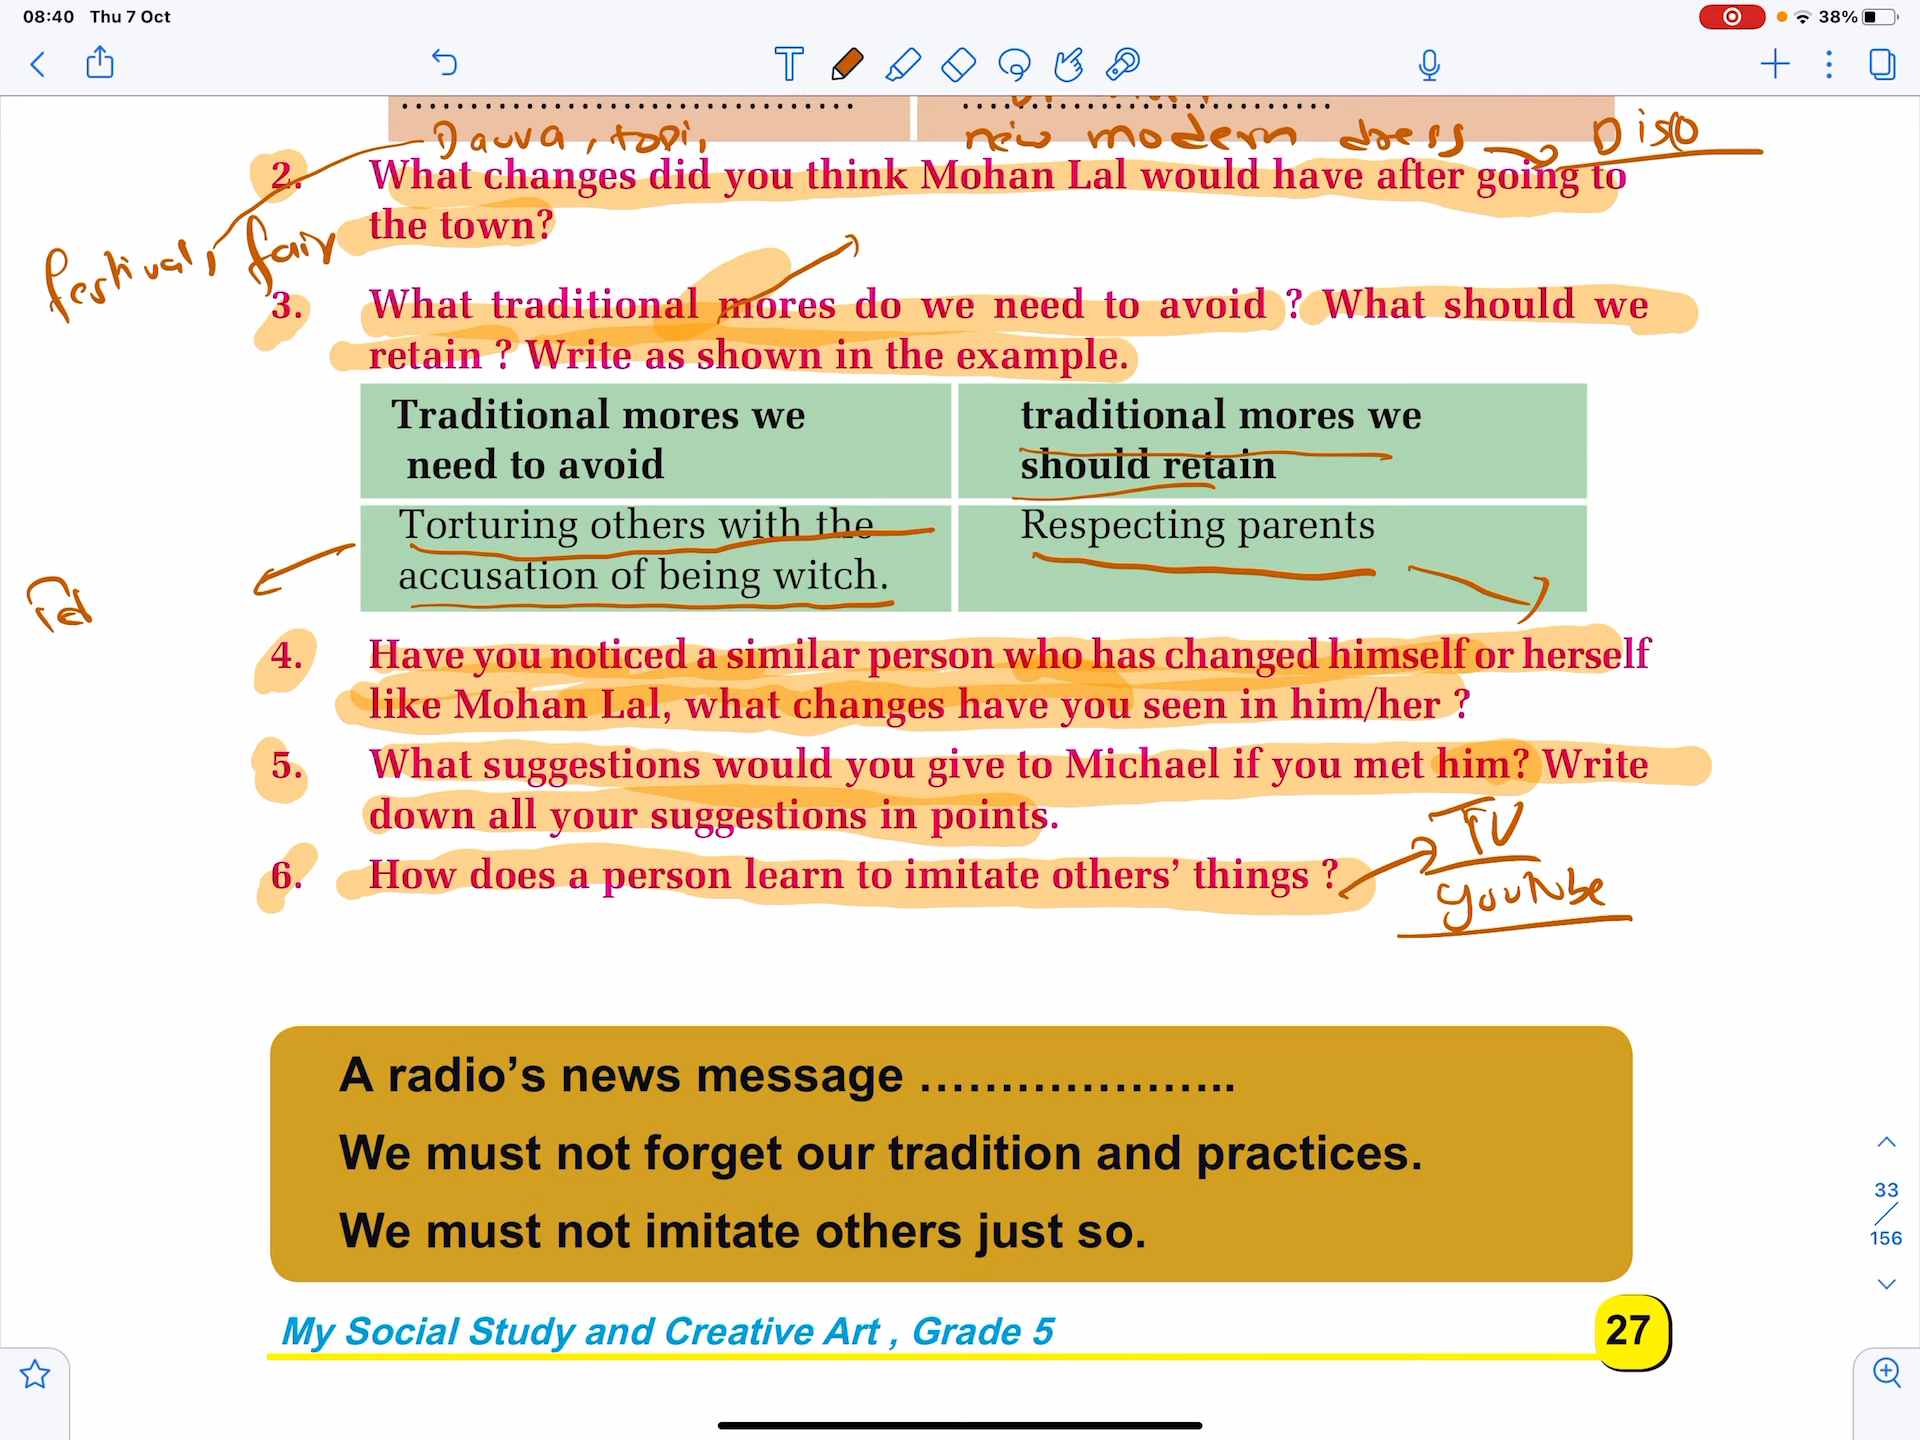 08:40 Thu 7 Oct
38%
Daura, topi,
new modern dress
Disco
2. What changes did you think Mohan Lal would have after going to
the town?
festival, fair
3. What traditional mores do we need to avoid ? What should we
retain ? Write as shown in the example.
Traditional mores we
need to avoid
traditional mores we
should retain
Torturing others with the
accusation of being witch.
Respecting parents
4. Have you noticed a similar person who has changed himself or herself
like Mohan Lal, what changes have you seen in him/her ?
5. What suggestions would you give to Michael if you met him? Write
down all your suggestions in points.
TV
6. How does a person learn to imitate others’ things ?
YouTube
A radio’s news message .......................
We must not forget our tradition and practices.
We must not imitate others just so.
33
156
My Social Study and Creative Art , Grade 5
27